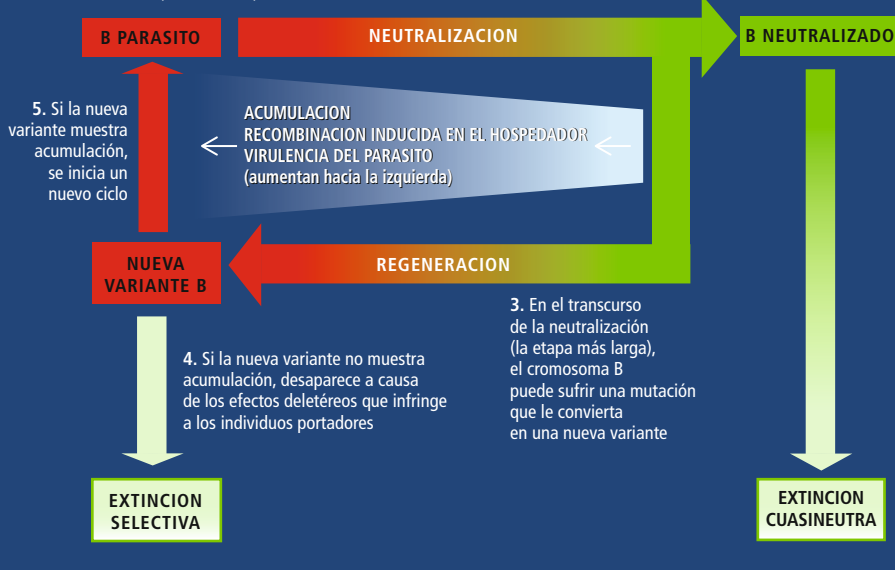 B PARASITO
NEUTRALIZACION
B NEUTRALIZADO
5. Si la nueva
variante muestra
acumulación,
se inicia un
nuevo ciclo
ACUMULACION
RECOMBINACION INDUCIDA EN EL HOSPEDADOR
VIRULENCIA DEL PARASITO
(aumentan hacia la izquierda)
NUEVA
VARIANTE B
REGENERACION
3. En el transcurso
de la neutralización
(la etapa más larga),
el cromosoma B
puede sufrir una mutación
que le convierta
en una nueva variante
4. Si la nueva variante no muestra
acumulación, desaparece a causa
de los efectos deletéreos que infringe
a los individuos portadores
EXTINCION
SELECTIVA
EXTINCION
CUASINEUTRA